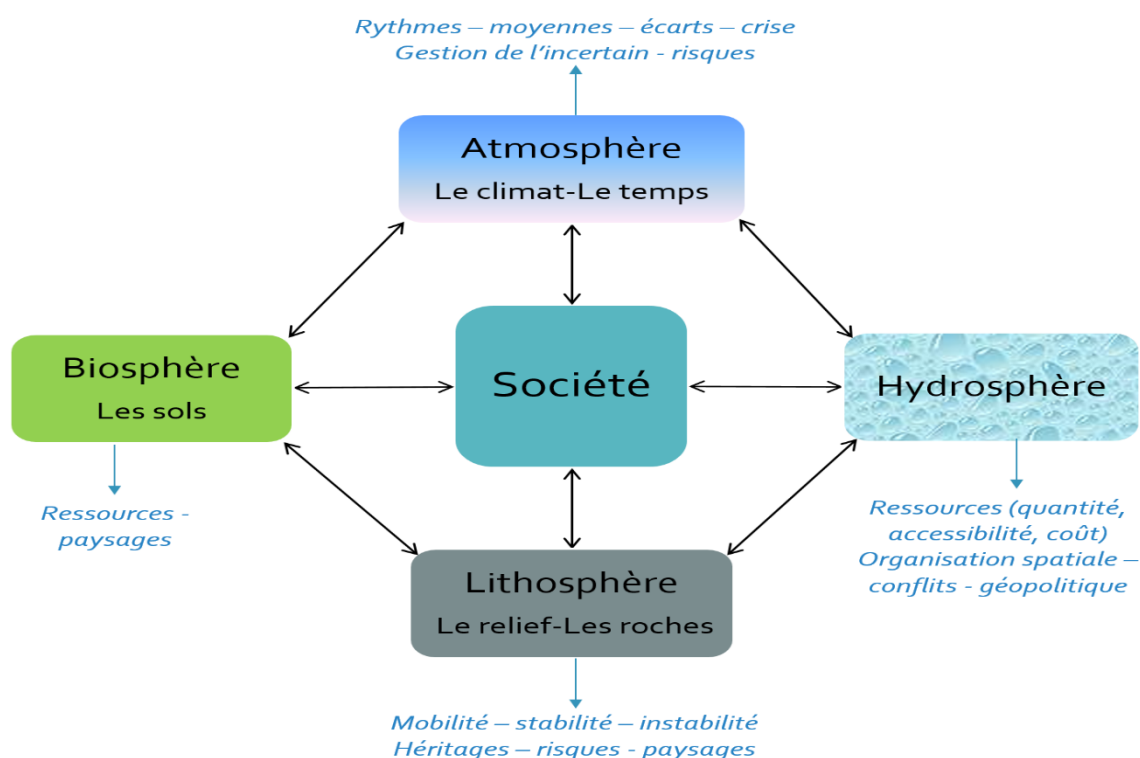 Rythmes – moyennes – écarts – crise
Gestion de l'incertain - risques
Atmosphère
Le climat-Le temps
Biosphère
Les sols
Société
Hydrosphère
Ressources -
paysages
Ressources (quantité,
accessibilité, coût)
Organisation spatiale –
conflits - géopolitique
Lithosphère
Le relief-Les roches
Mobilité – stabilité – instabilité
Héritages – risques - paysages